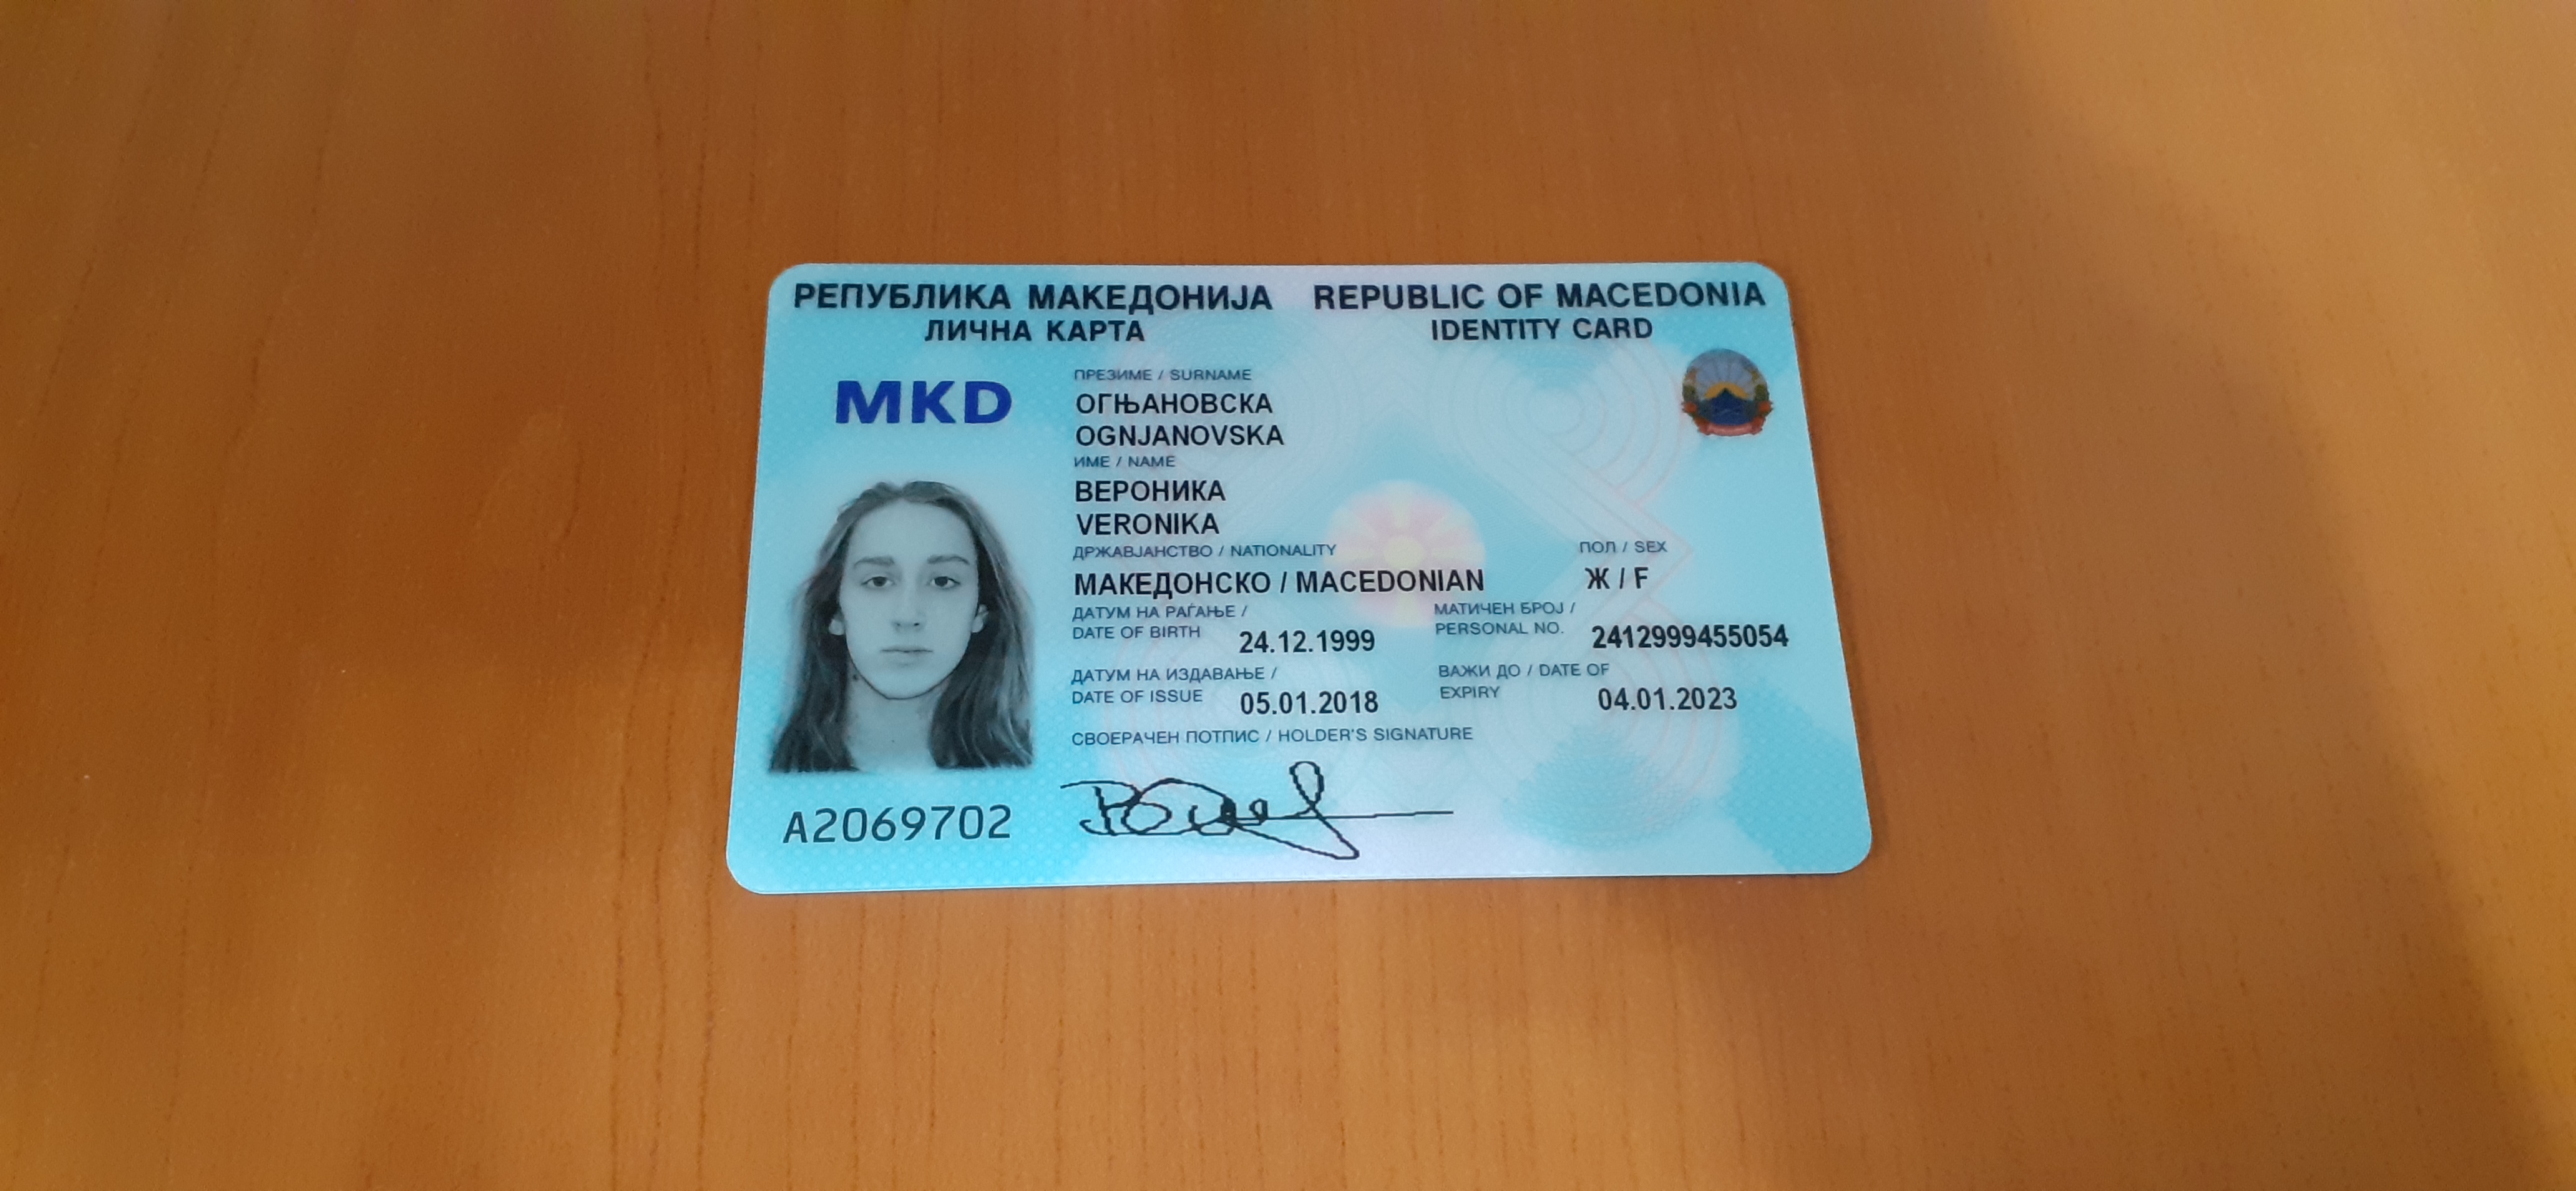 РЕПУБЛИКА МАКЕДОНИЈА REPUBLIC OF MACEDONIA
ЛИЧНА КАРТА IDENTITY CARD
MKD
ПРЕЗИМЕ / SURNAME
ОГЊАНОВСКА
OGNJANOVSKA
ИМЕ / NAME
ВЕРОНИКА
VERONIKA
ДРЖАВЈАНСТВО / NATIONALITY ПОЛ / SEX
МАКЕДОНСКО / MACEDONIAN Ж / F
ДАТУМ НА РАЃАЊЕ / МАТИЧЕН БРОЈ /
DATE OF BIRTH 24.12.1999 PERSONAL NO. 2412999455054
ДАТУМ НА ИЗДАВАЊЕ / ВАЖИ ДО / DATE OF
DATE OF ISSUE 05.01.2018 EXPIRY 04.01.2023
СВОЕРАЧЕН ПОТПИС / HOLDER'S SIGNATURE
A2069702